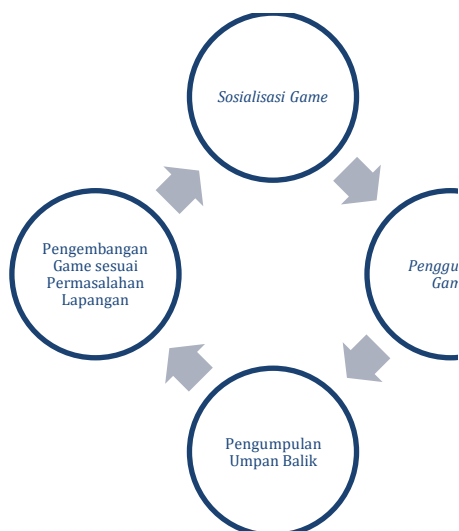 Sosialisasi Game
Pengembangan
Game sesuai
Permasalahan
Lapangan
Pengumpulan
Umpan Balik